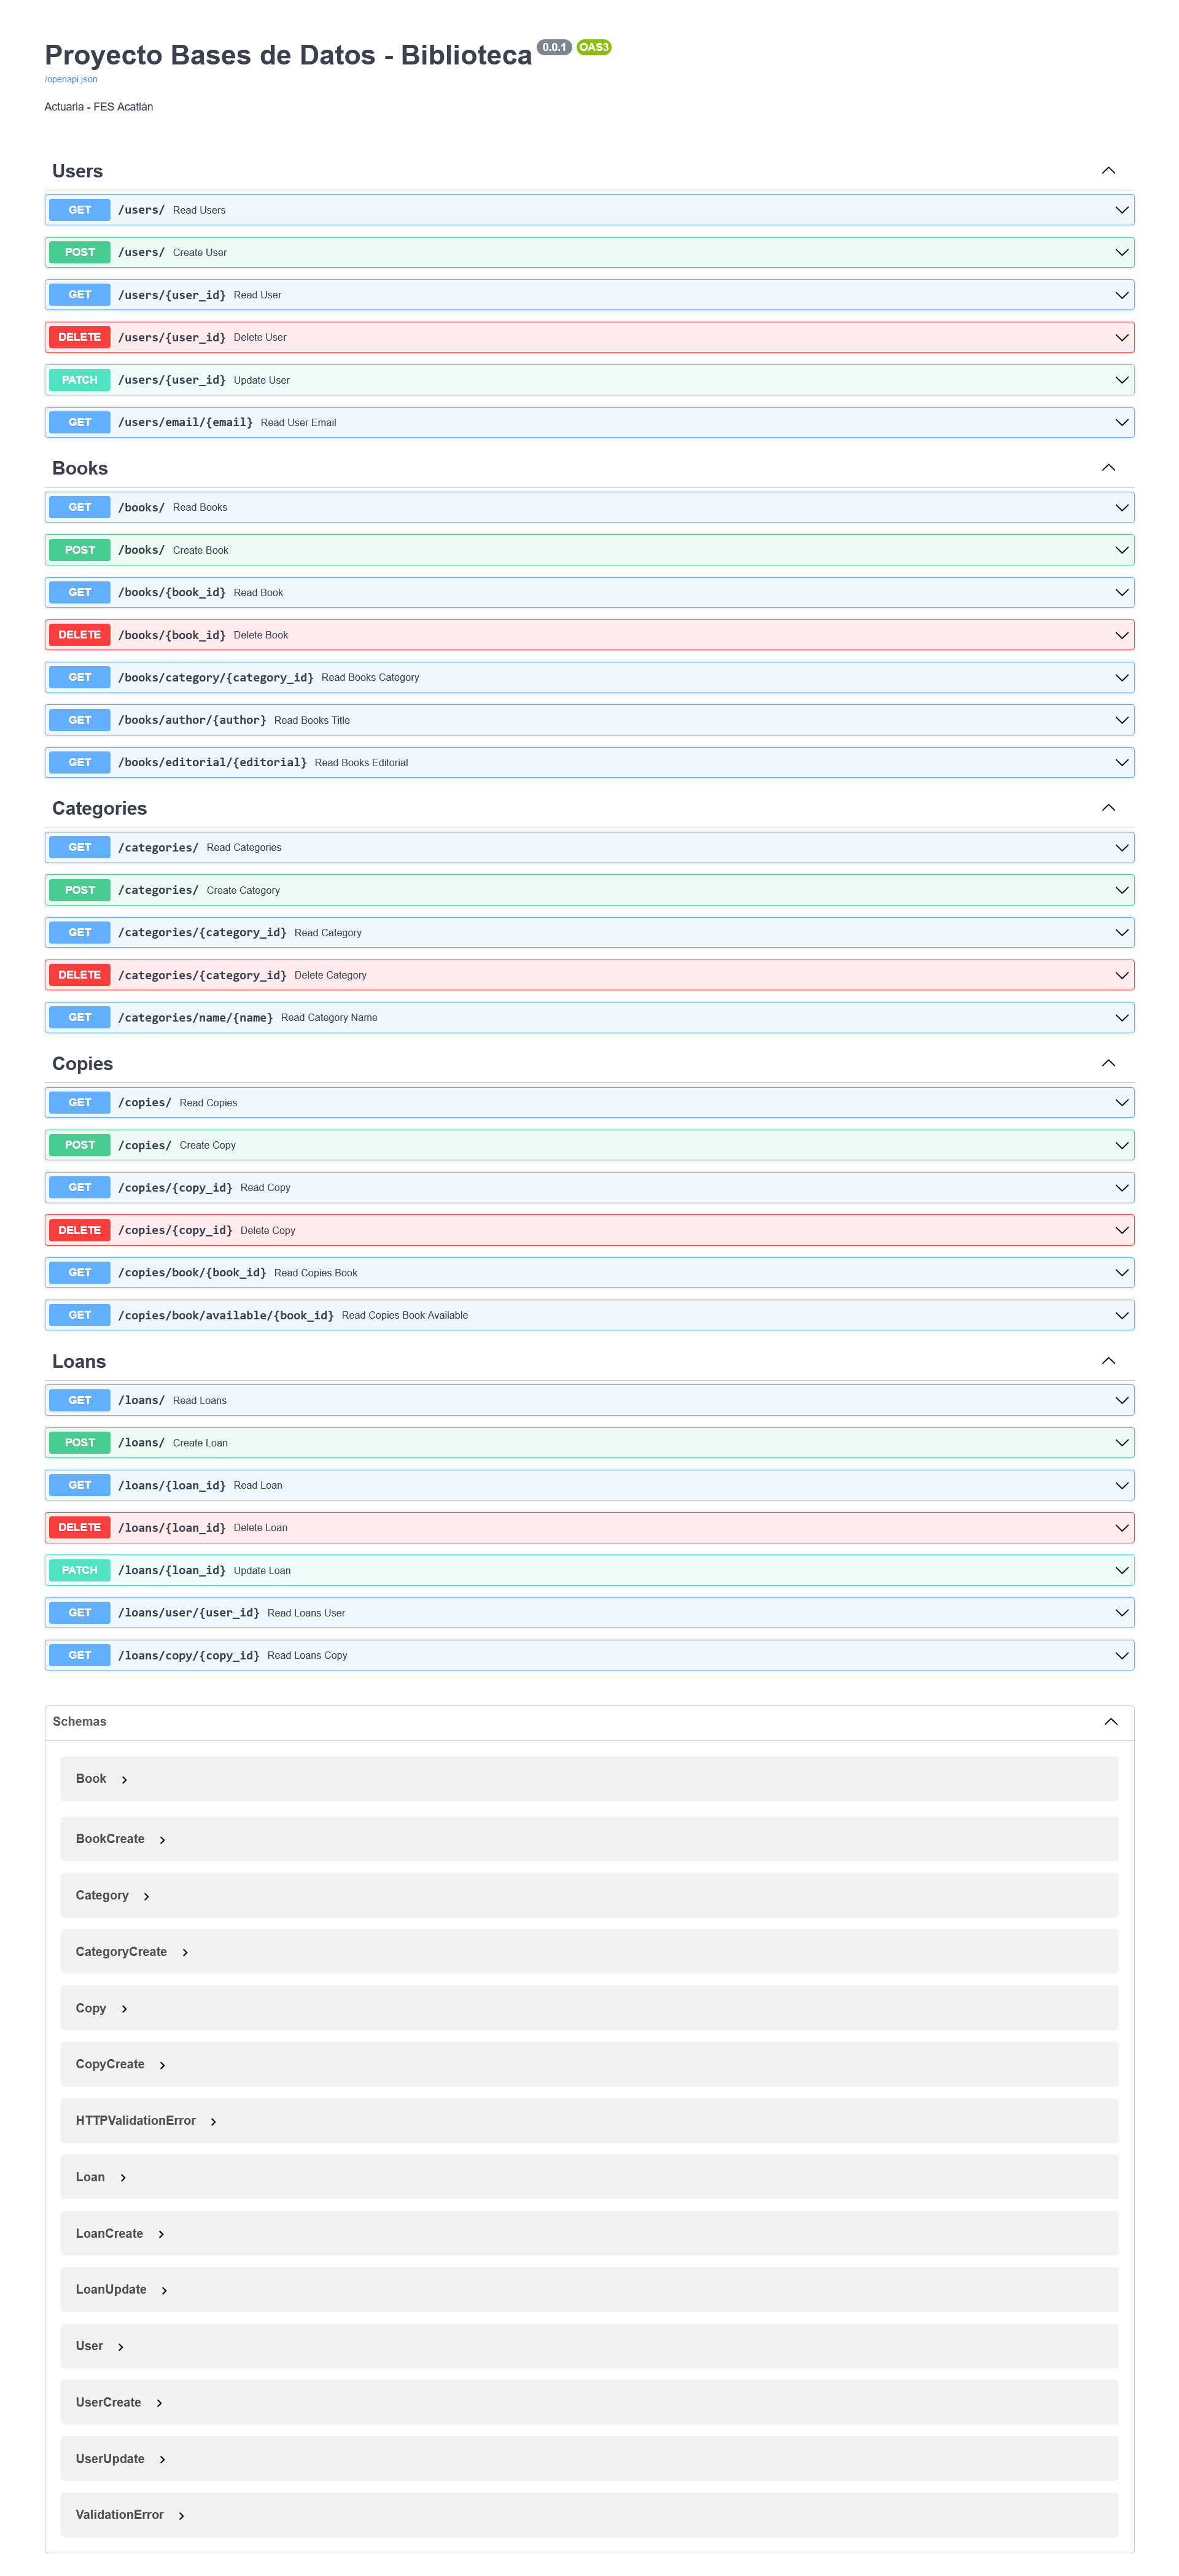 Proyecto Bases de Datos - Biblioteca 0.0.1 OAS3
/openapi.json
Actuaria - FES Acatlán
Users
GET /users/ Read Users
POST /users/ Create User
GET /users/{user_id} Read User
DELETE /users/{user_id} Delete User
PATCH /users/{user_id} Update User
GET /users/email/{email} Read User Email
Books
GET /books/ Read Books
POST /books/ Create Book
GET /books/{book_id} Read Book
DELETE /books/{book_id} Delete Book
GET /books/category/{category_id} Read Books Category
GET /books/author/{author} Read Books Title
GET /books/editorial/{editorial} Read Books Editorial
Categories
GET /categories/ Read Categories
POST /categories/ Create Category
GET /categories/{category_id} Read Category
DELETE /categories/{category_id} Delete Category
GET /categories/name/{name} Read Category Name
Copies
GET /copies/ Read Copies
POST /copies/ Create Copy
GET /copies/{copy_id} Read Copy
DELETE /copies/{copy_id} Delete Copy
GET /copies/book/{book_id} Read Copies Book
GET /copies/book/available/{book_id} Read Copies Book Available
Loans
GET /loans/ Read Loans
POST /loans/ Create Loan
GET /loans/{loan_id} Read Loan
DELETE /loans/{loan_id} Delete Loan
PATCH /loans/{loan_id} Update Loan
GET /loans/user/{user_id} Read Loans User
GET /loans/copy/{copy_id} Read Loans Copy
Schemas
Book
BookCreate
Category
CategoryCreate
Copy
CopyCreate
HTTPValidationError
Loan
LoanCreate
LoanUpdate
User
UserCreate
UserUpdate
ValidationError